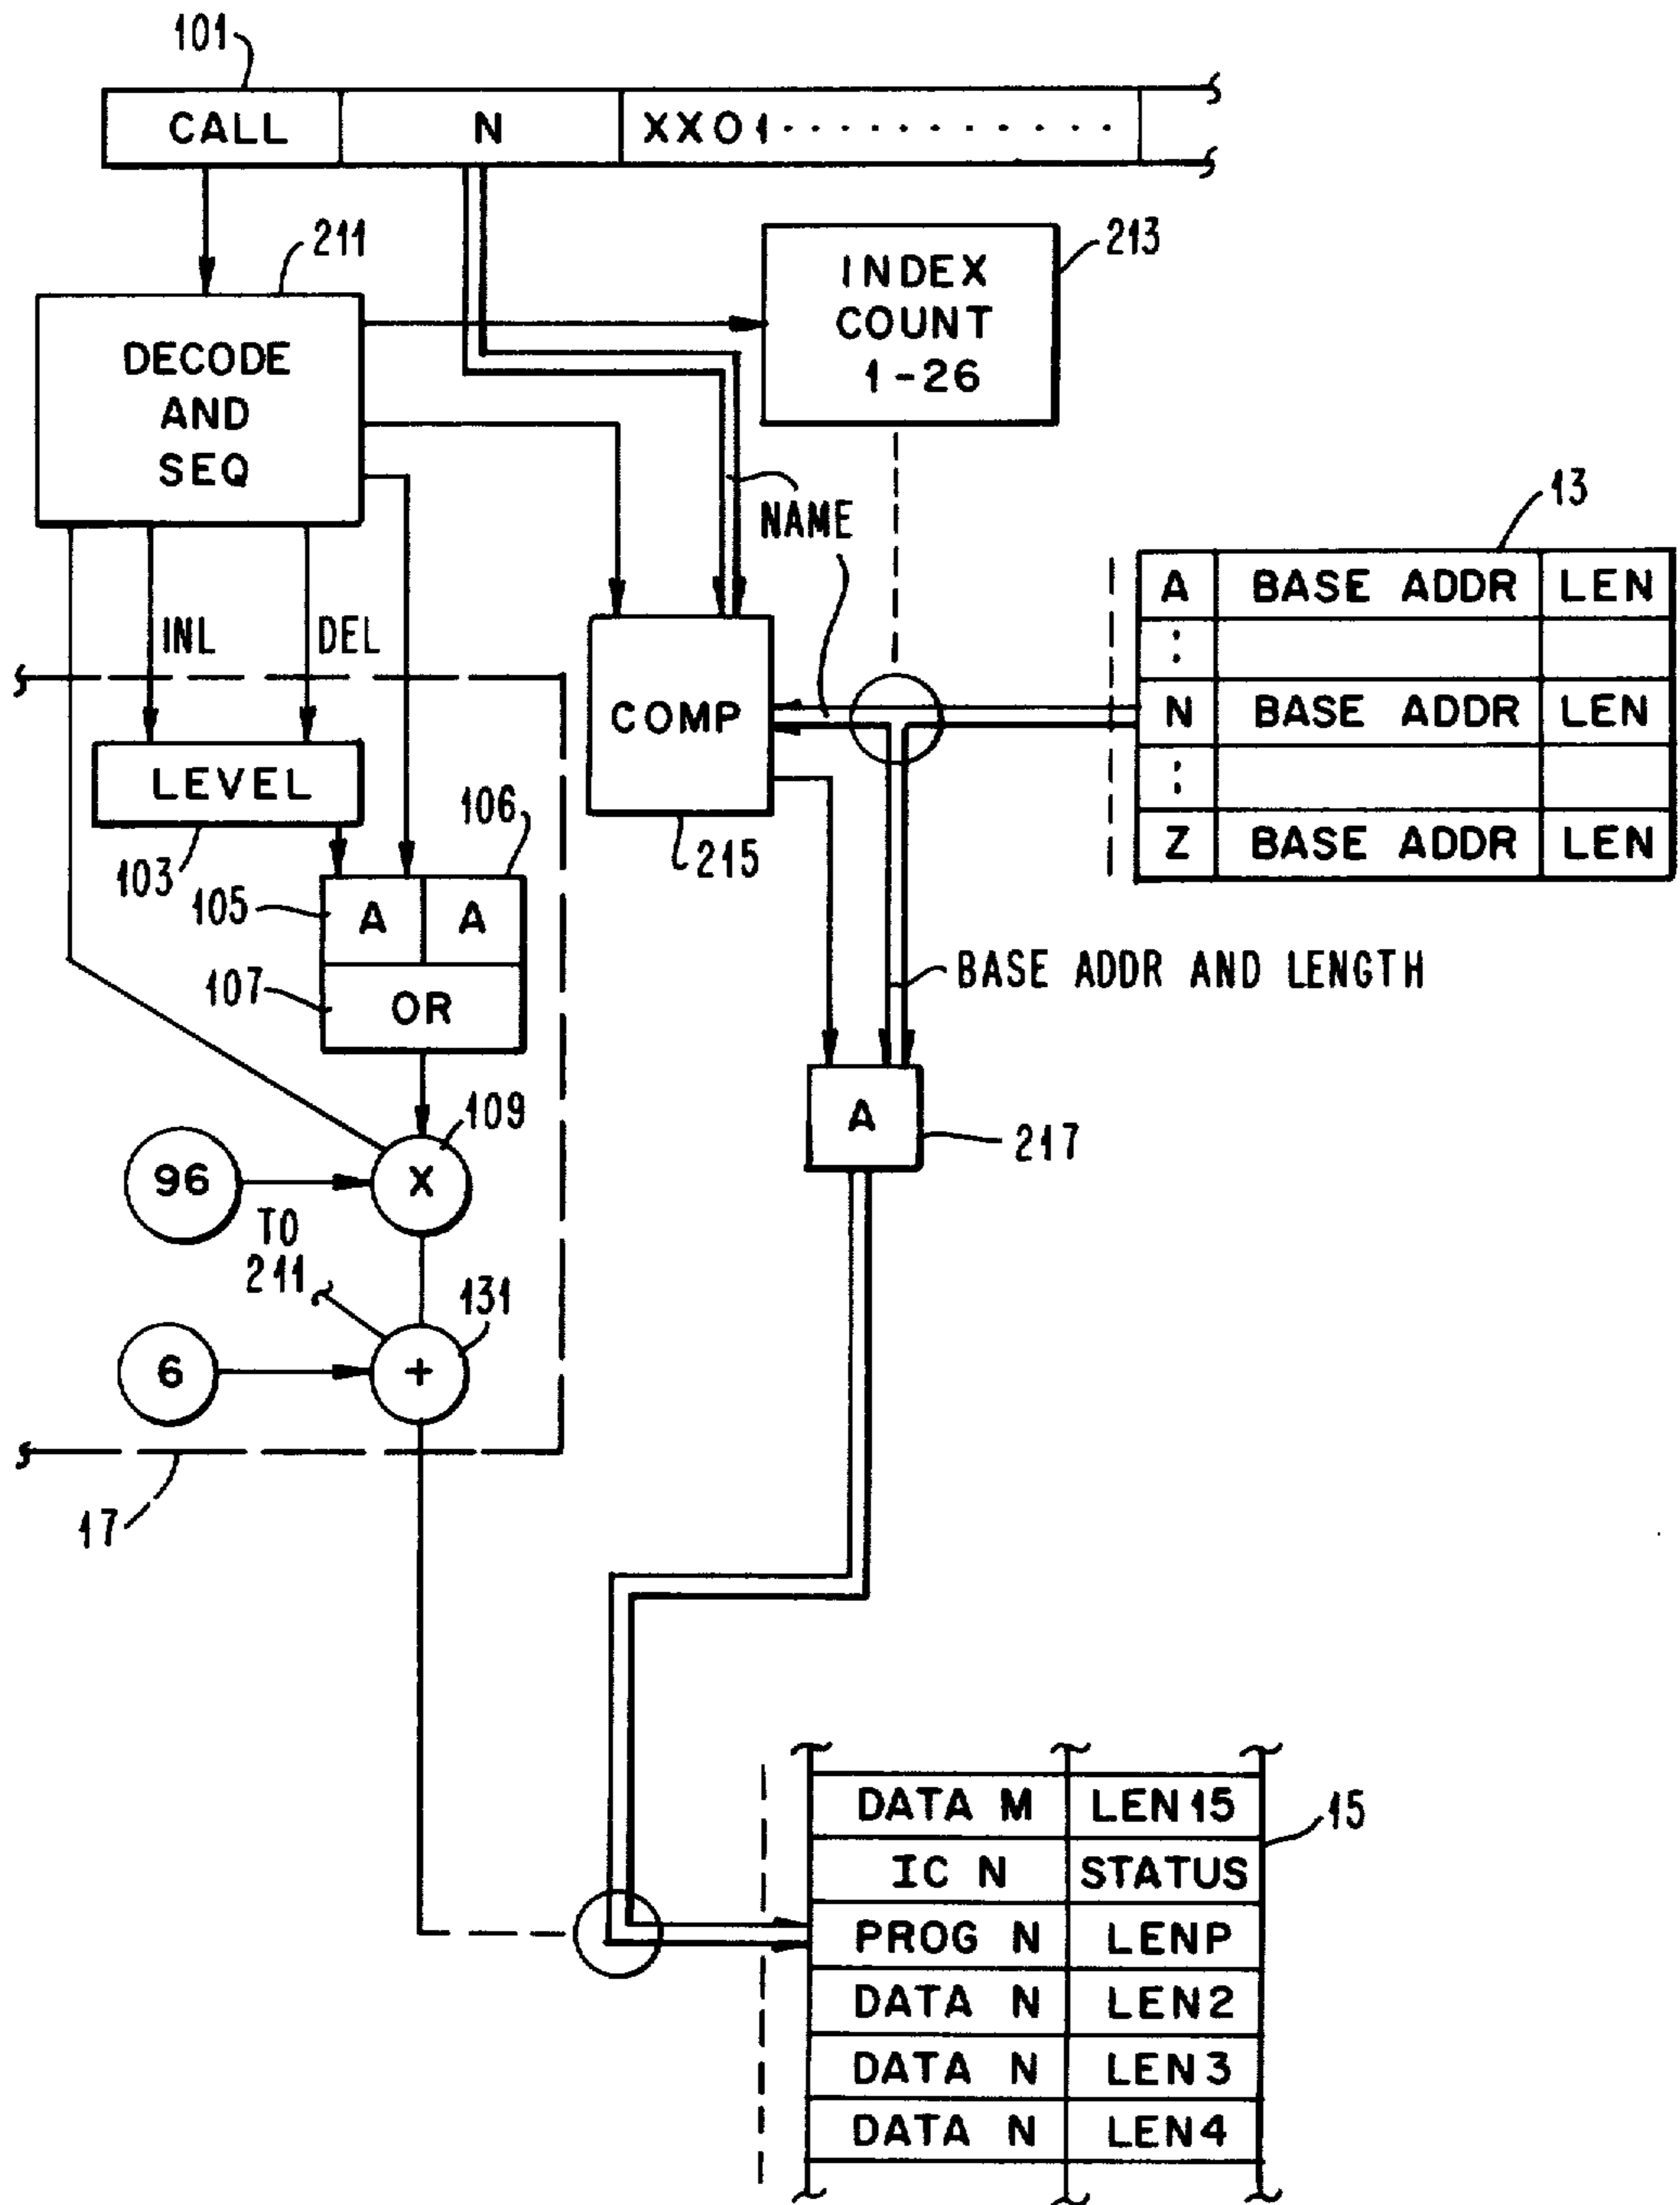 101
CALL N XX01 . . . . . . . . . . . .
211
213
INDEX
COUNT
1-26
DECODE
AND
SEQ
NAME
13
A BASE ADDR LEN
:
N BASE ADDR LEN
:
Z BASE ADDR LEN
INL DEL
COMP
215
LEVEL
103
106
105
A A
107
OR
BASE ADDR AND LENGTH
A
217
109
96
X
TO
211
131
6
+
17
DATA M LEN15
15
IC N STATUS
PROG N LENP
DATA N LEN2
DATA N LEN3
DATA N LEN4